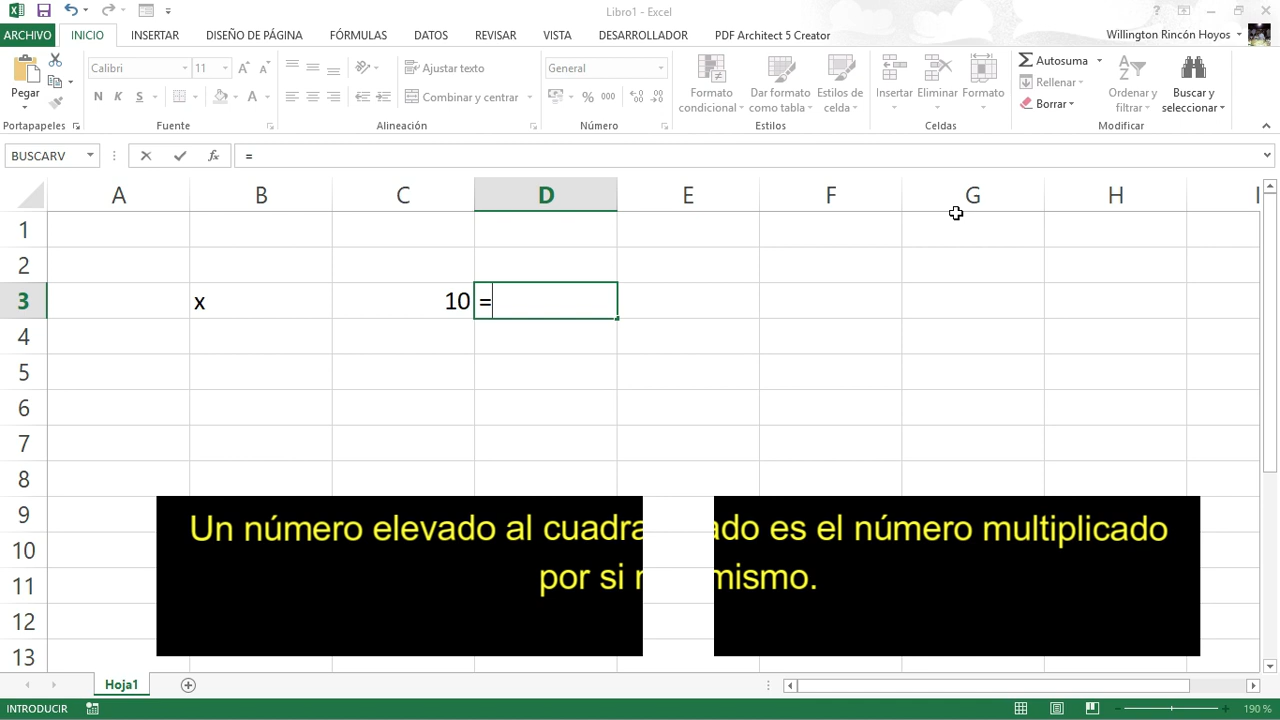 Libro1 - Excel
?
ARCHIVO INICIO INSERTAR DISEÑO DE PÁGINA FÓRMULAS DATOS REVISAR VISTA DESARROLLADOR PDF Architect 5 Creator Willington Rincón Hoyos
Pegar
Calibri 11 A A
N K S A
Ajustar texto
Combinar y centrar
General
% 000
Formato condicional
Dar formato como tabla
Estilos de celda
Insertar Eliminar Formato
Autosuma
Rellenar
Borrar
Ordenar y filtrar
Buscar y seleccionar
Portapapeles Fuente Alineación Número Estilos Celdas Modificar
BUSCARV fx =
A B C D E F G H I
1
2
3 x 10 =
4
5
6
7
8
9
10
11
12
13
Un número elevado al cuadra ado es el número multiplicado
por si mismo.
Hoja1
INTRODUCIR 190 %